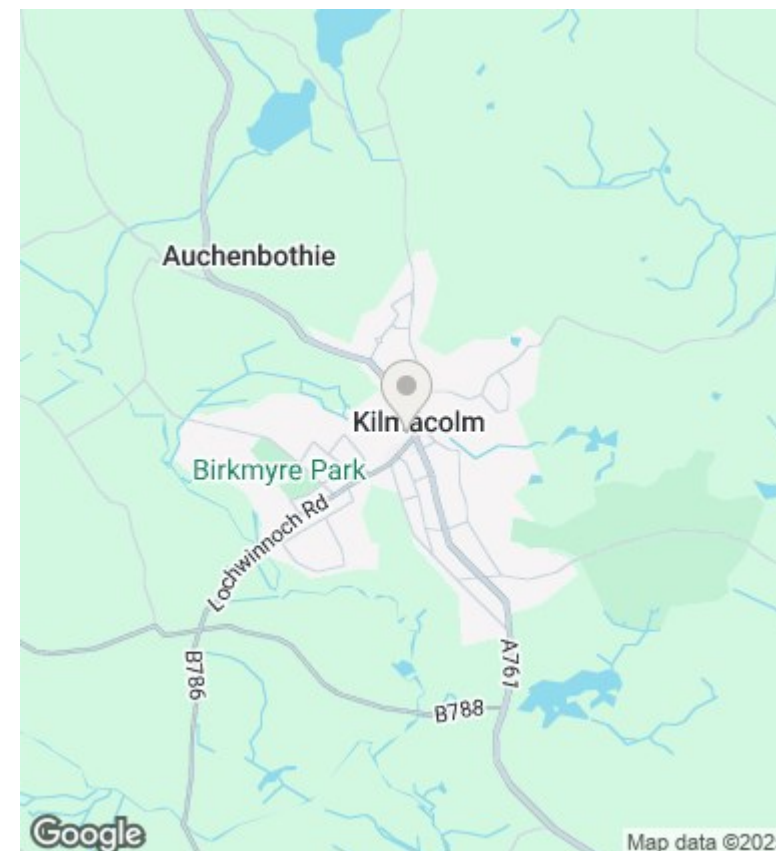 Auchenbothie
Kilmacolm
Birkmyre Park
Lochwinnoch Rd
B786
A761
B788
Google
Map data ©202